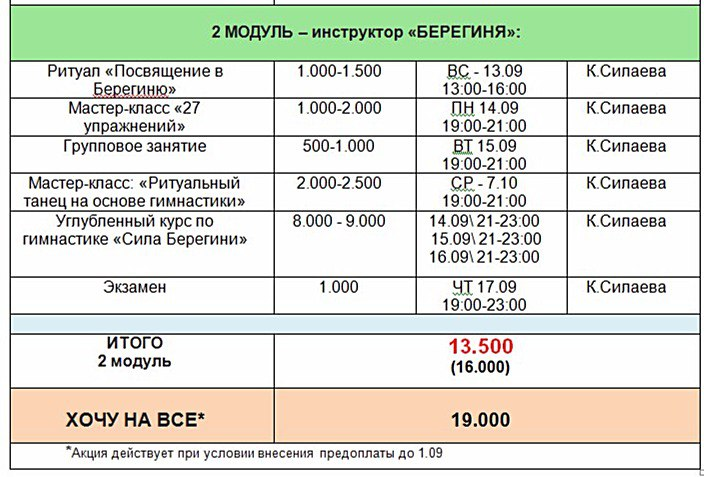 2 МОДУЛЬ – инструктор «БЕРЕГИНЯ»:
Ритуал «Посвящение в Берегиню» 1.000-1.500 ВС - 13.09 К.Силаева
13:00-16:00
Мастер-класс «27 упражнений» 1.000-2.000 ПН 14.09 К.Силаева
19:00-21:00
Групповое занятие 500-1.000 ВТ 15.09 К.Силаева
19:00-21:00
Мастер-класс: «Ритуальный танец на основе гимнастики» 2.000-2.500 СР - 7.10 К.Силаева
19:00-21:00
Углубленный курс по гимнастике «Сила Берегини» 8.000 - 9.000 14.09\ 21-23:00 К.Силаева
15.09\ 21-23:00
16.09\ 21-23:00
Экзамен 1.000 ЧТ 17.09 К.Силаева
19:00-23:00
ИТОГО 13.500
2 модуль (16.000)
ХОЧУ НА ВСЕ* 19.000
*Акция действует при условии внесения предоплаты до 1.09